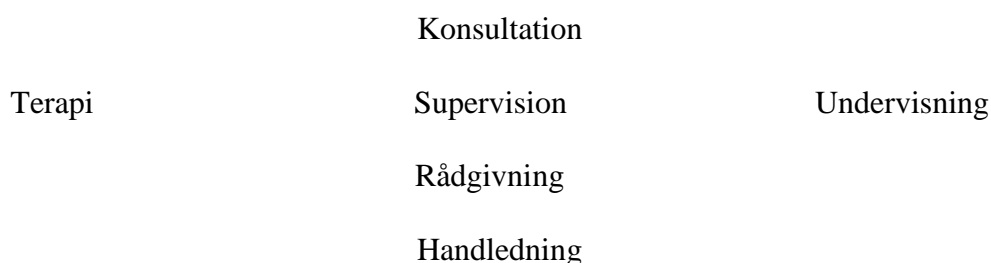 Konsultation
Terapi Supervision Undervisning
Rådgivning
Handledning